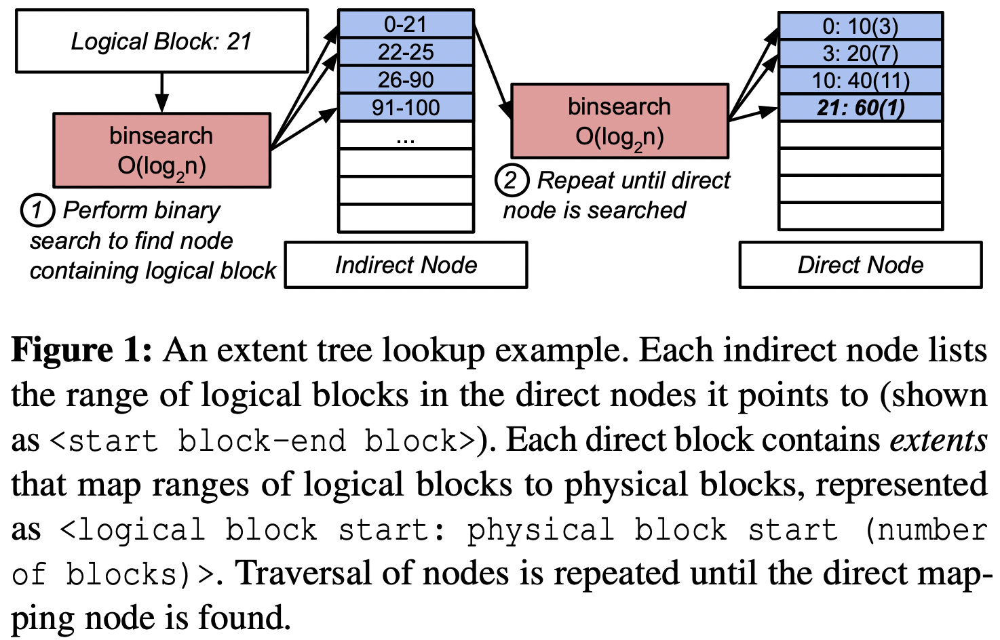 Logical Block: 21
binsearch
O(log2n)
1 Perform binary
search to find node
containing logical block
0-21
22-25
26-90
91-100
...
Indirect Node
binsearch
O(log2n)
2 Repeat until direct
node is searched
0: 10(3)
3: 20(7)
10: 40(11)
21: 60(1)
Direct Node
Figure 1: An extent tree lookup example. Each indirect node lists
the range of logical blocks in the direct nodes it points to (shown
as <start block-end block>). Each direct block contains extents
that map ranges of logical blocks to physical blocks, represented
as <logical block start: physical block start (number
of blocks)>. Traversal of nodes is repeated until the direct map-
ping node is found.